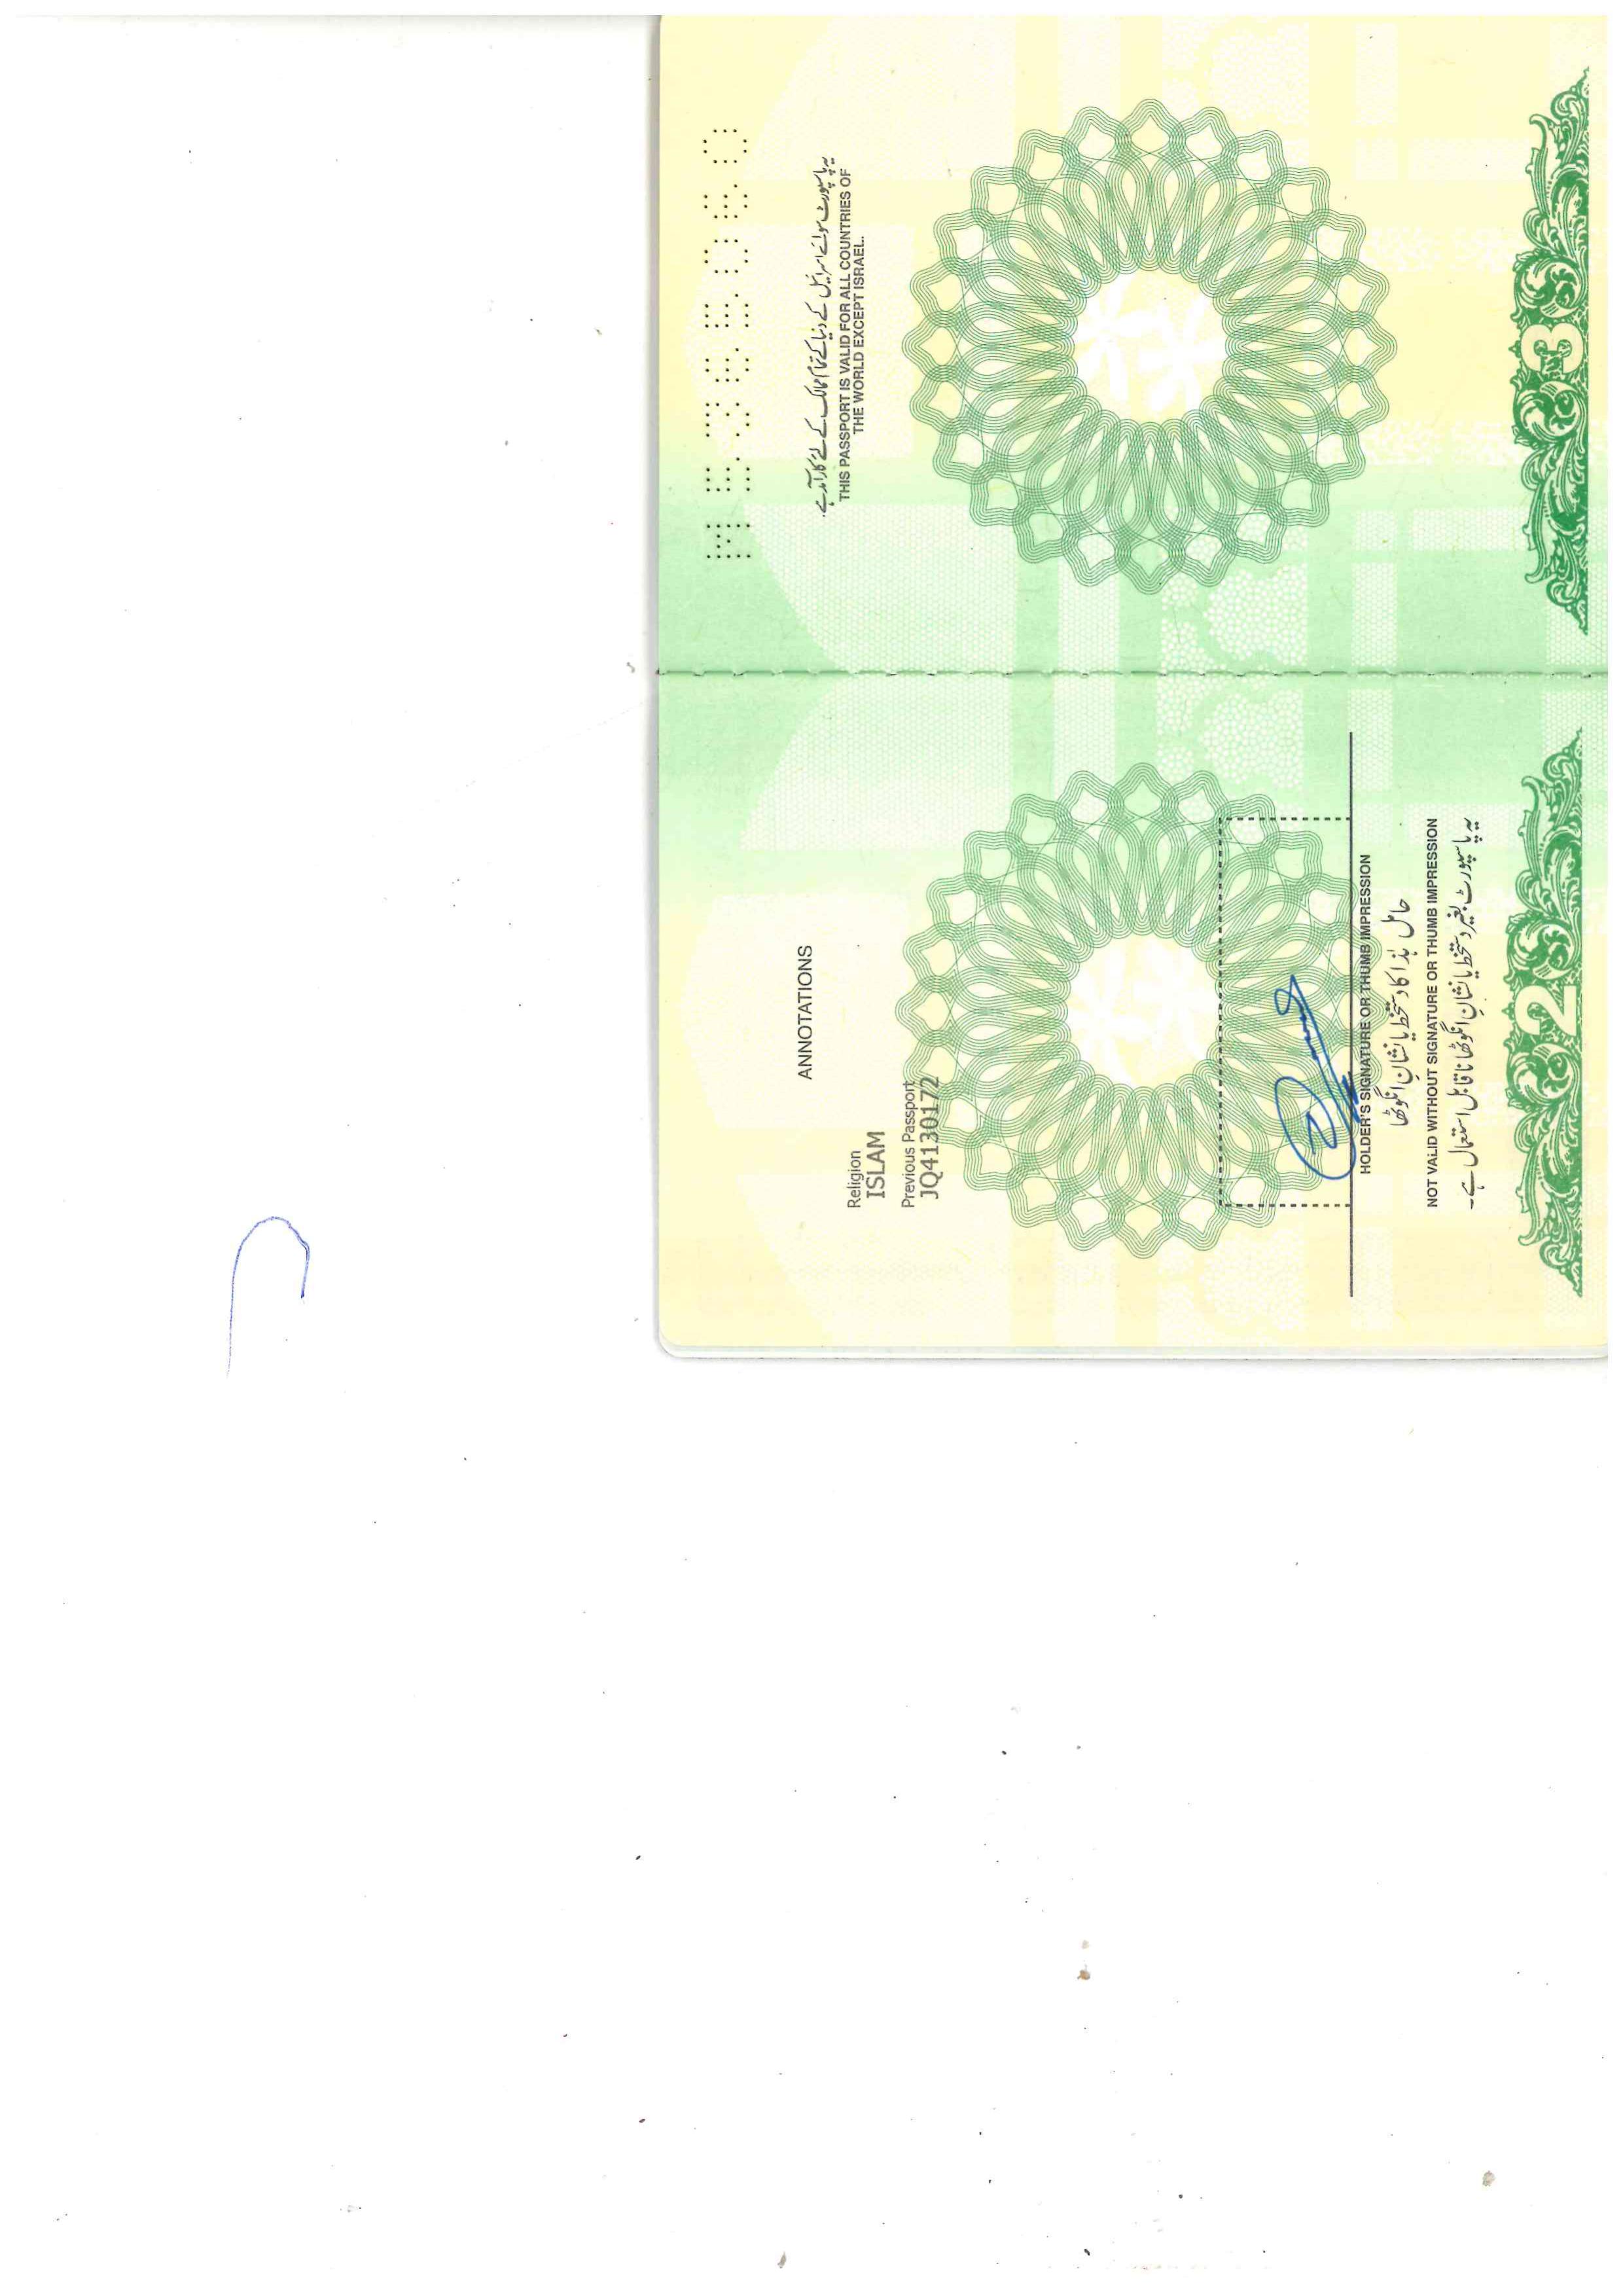 ANNOTATIONS
Religion
ISLAM
Previous Passport
JQ4130172
HOLDER'S SIGNATURE OR THUMB IMPRESSION
حامل ہٰذا کا دستخط یا نشانِ انگوٹھا
NOT VALID WITHOUT SIGNATURE OR THUMB IMPRESSION
یہ پاسپورٹ بغیر دستخط یا نشانِ انگوٹھا ناقابلِ استعمال ہے۔
2
یہ پاسپورٹ سوائے اسرائیل کے دنیا کے تمام ممالک کے لئے کارآمد ہے۔
THIS PASSPORT IS VALID FOR ALL COUNTRIES OF
THE WORLD EXCEPT ISRAEL.
3